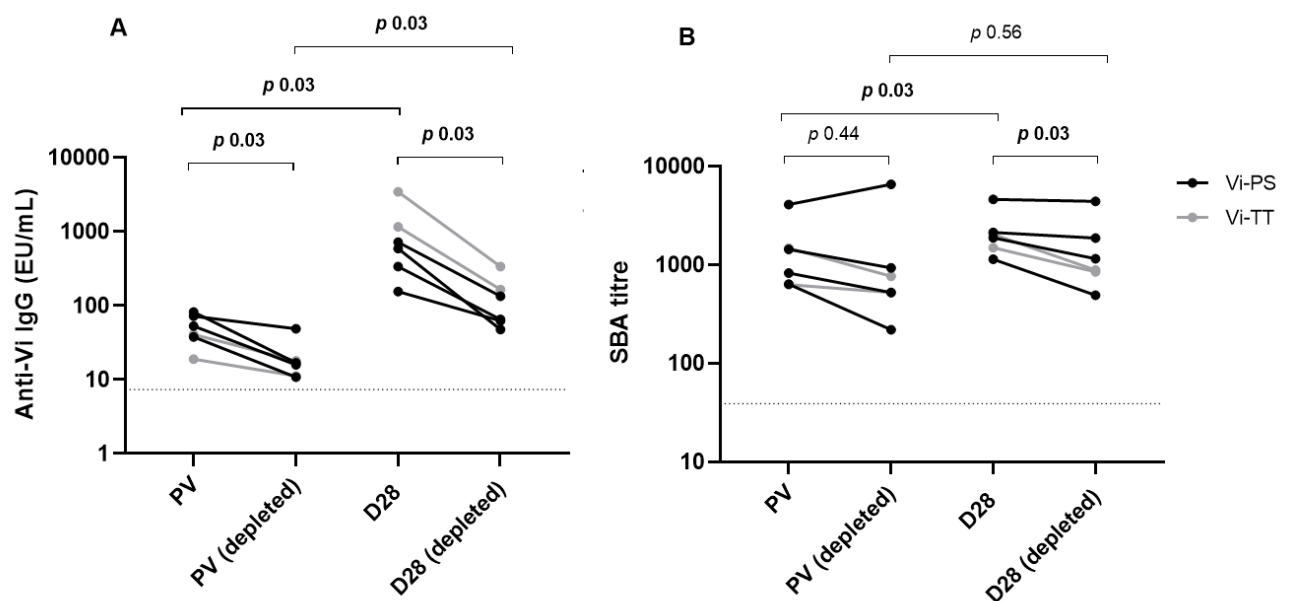 A
p 0.03
p 0.03
p 0.03
p 0.03
10000
1000
100
10
1
Anti-Vi IgG (EU/mL)
PV
PV (depleted)
D28
D28 (depleted)
B
p 0.56
p 0.03
p 0.44
p 0.03
10000
1000
100
10
SBA titre
PV
PV (depleted)
D28
D28 (depleted)
Vi-PS
Vi-TT